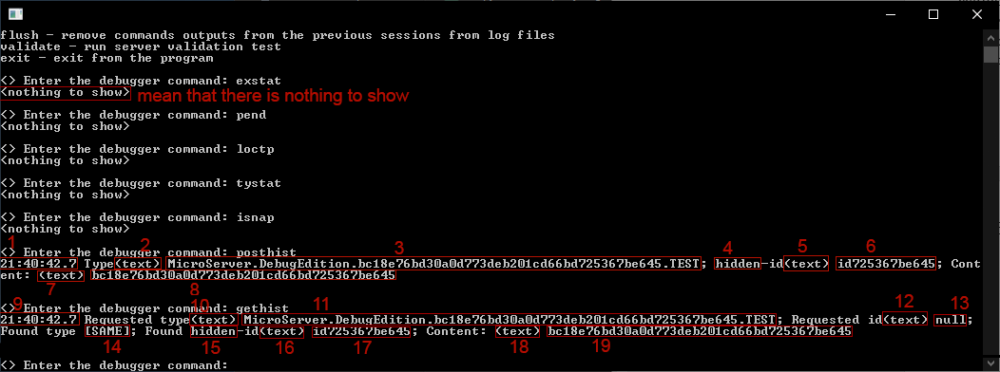 flush - remove commands outputs from the previous sessions from log files
validate - run server validation test
exit - exit from the program
<> Enter the debugger command: exstat
<nothing to show> mean that there is nothing to show
<> Enter the debugger command: pend
<nothing to show>
<> Enter the debugger command: loctp
<nothing to show>
<> Enter the debugger command: tystat
<nothing to show>
<> Enter the debugger command: isnap
<nothing to show>
1 2 3 4 5 6
<> Enter the debugger command: posthist
21:40:42.7 Type(text) MicroServer.DebugEdition.bc18e76bd30a0d773deb201cd66bd725367be645.TEST; hidden-id(text) id725367be645; Cont
ent: (text) bc18e76bd30a0d773deb201cd66bd725367be645
7 8
9 10 11 12 13
<> Enter the debugger command: gethist
21:40:42.7 Requested type(text) MicroServer.DebugEdition.bc18e76bd30a0d773deb201cd66bd725367be645.TEST; Requested id(text) null;
Found type [SAME]; Found hidden-id(text) id725367be645; Content: (text) bc18e76bd30a0d773deb201cd66bd725367be645
14 15 16 17 18 19
<> Enter the debugger command: